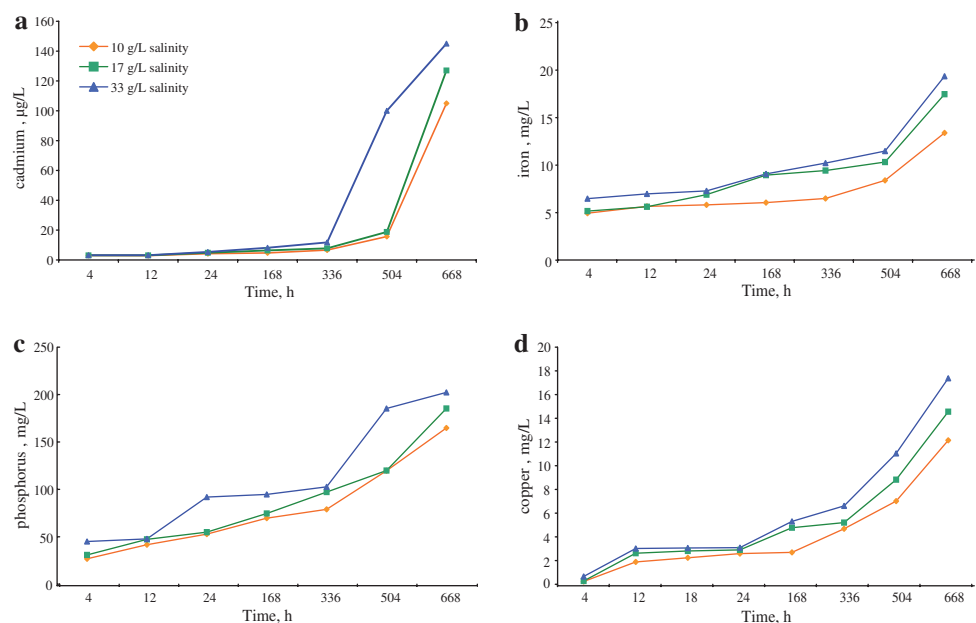 a
160
140
120
100
80
60
40
20
0
cadmium , µg/L
10 g/L salinity
17 g/L salinity
33 g/L salinity
4 12 24 168 336 504 668
Time, h
b
25
20
15
10
5
0
iron , mg/L
4 12 24 168 336 504 668
Time, h
c
250
200
150
100
50
0
phosphorus , mg/L
4 12 24 168 336 504 668
Time, h
d
20
18
16
14
12
10
8
6
4
2
0
copper , mg/L
4 12 18 24 168 336 504 668
Time, h